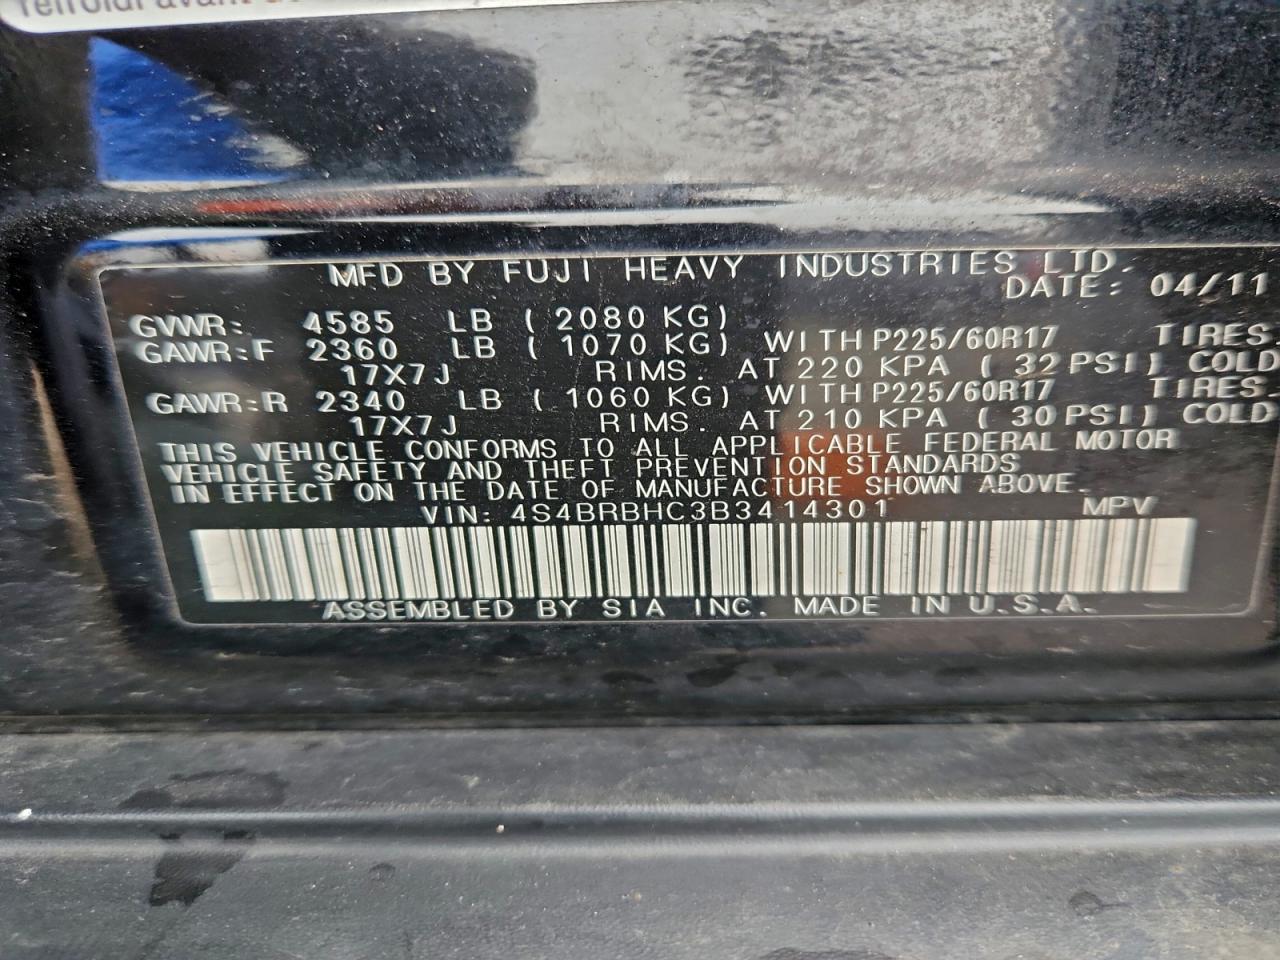 avant
MFD BY FUJI HEAVY INDUSTRIES LTD.
DATE: 04/11
GVWR: 4585 LB (2080 KG)
GAWR:F 2360 LB (1070 KG) WITH P225/60R17 TIRES.
17X7J RIMS. AT 220 KPA (32 PSI) COLD
GAWR:R 2340 LB (1060 KG) WITH P225/60R17 TIRES.
17X7J RIMS. AT 210 KPA (30 PSI) COLD
THIS VEHICLE CONFORMS TO ALL APPLICABLE FEDERAL MOTOR
VEHICLE SAFETY AND THEFT PREVENTION STANDARDS
IN EFFECT ON THE DATE OF MANUFACTURE SHOWN ABOVE.
VIN: 4S4BRBHC3B3414301 MPV
ASSEMBLED BY SIA INC. MADE IN U.S.A.